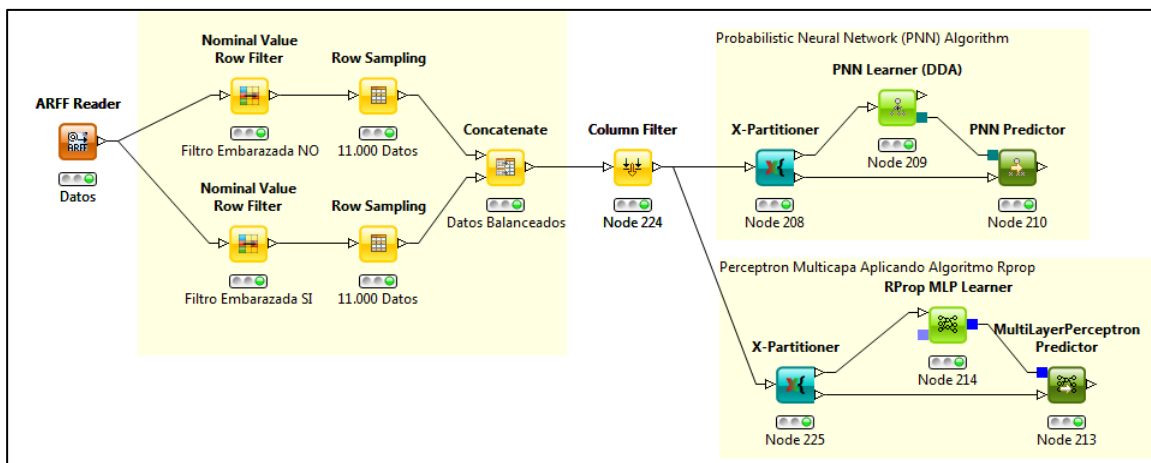 ARFF Reader
@→
ARFF
Datos
Nominal Value
Row Filter
Filtro Embarazada NO
Row Sampling
11.000 Datos
Nominal Value
Row Filter
Filtro Embarazada SI
Row Sampling
11.000 Datos
Concatenate
Datos Balanceados
Column Filter
Node 224
Probabilistic Neural Network (PNN) Algorithm
X-Partitioner
X{
Node 208
PNN Learner (DDA)
Node 209
PNN Predictor
Node 210
Perceptron Multicapa Aplicando Algoritmo Rprop
X-Partitioner
X{
Node 225
RProp MLP Learner
Node 214
MultiLayerPerceptron
Predictor
Node 213